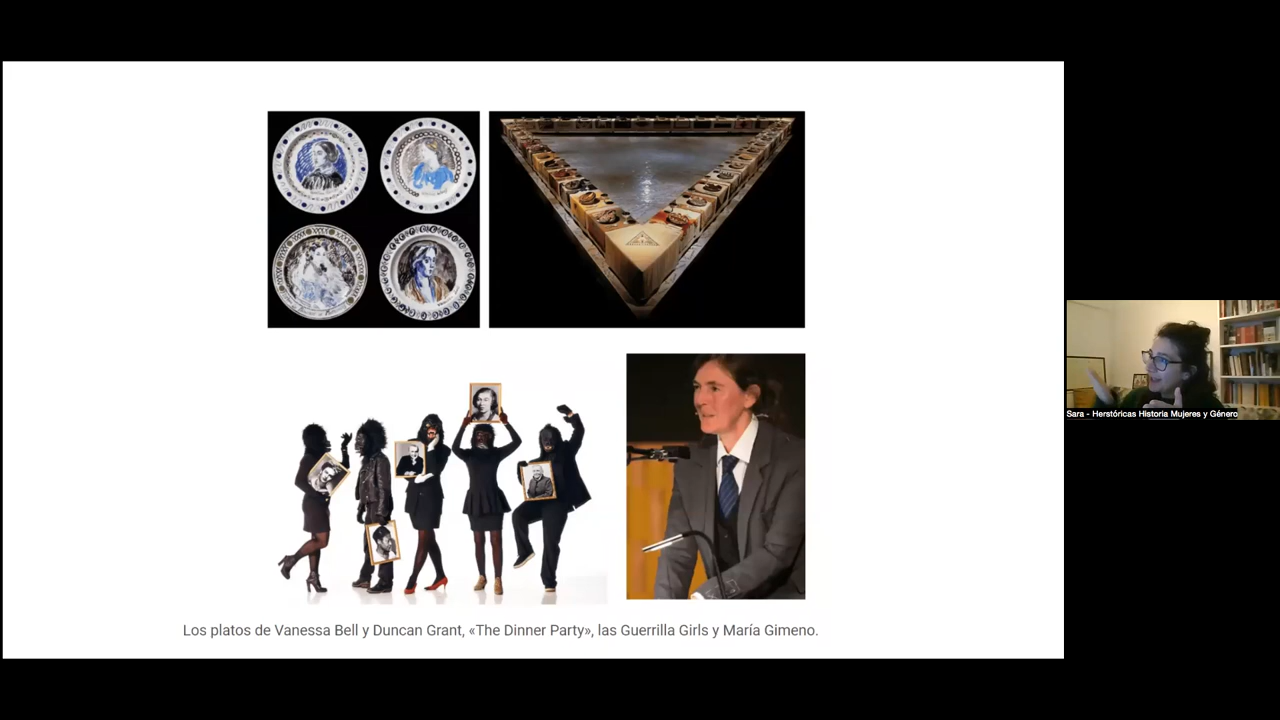 Sara - Herstóricas Historia Mujeres y Género
Los platos de Vanessa Bell y Duncan Grant, «The Dinner Party», las Guerrilla Girls y María Gimeno.